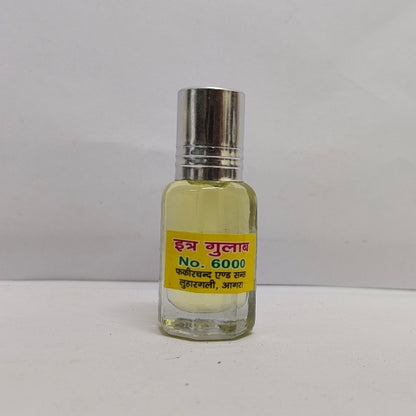 इत्र गुलाब
No. 6000
फकीरचन्द एण्ड सन्स
लुहारगली, आगरा